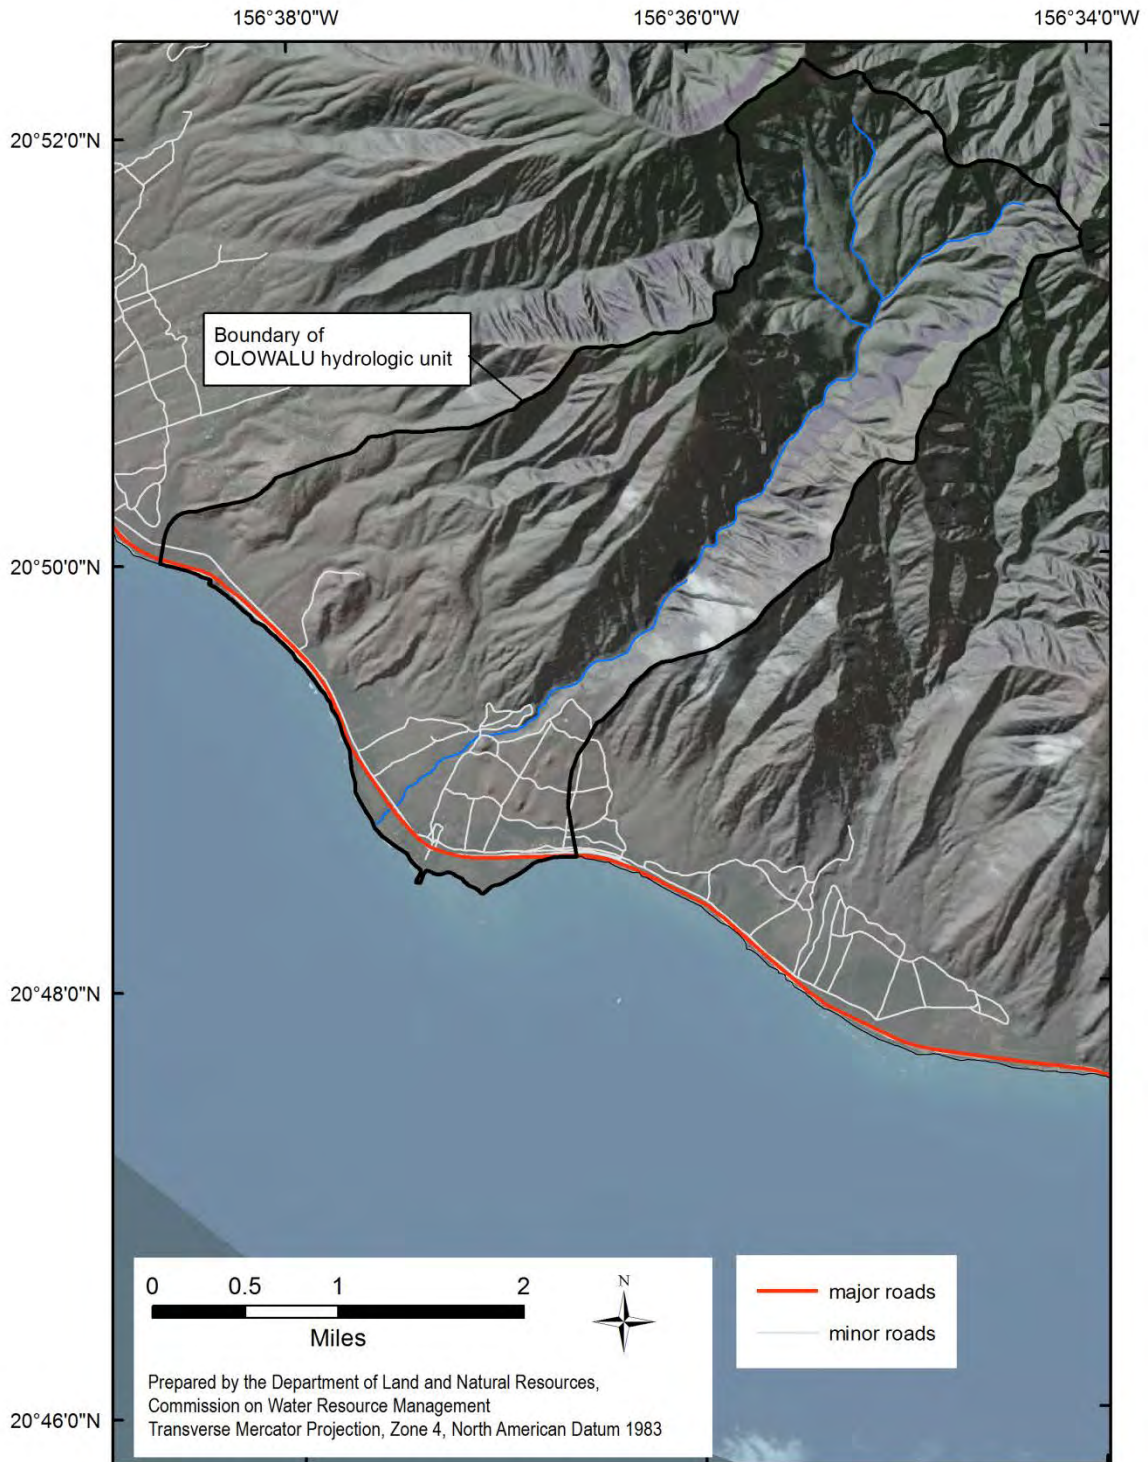 156°38'0"W 156°36'0"W 156°34'0"W
20°52'0"N
Boundary of
OLOWALU hydrologic unit
20°50'0"N
20°48'0"N
0 0.5 1 2
Miles
N
major roads
minor roads
Prepared by the Department of Land and Natural Resources,
Commission on Water Resource Management
Transverse Mercator Projection, Zone 4, North American Datum 1983
20°46'0"N